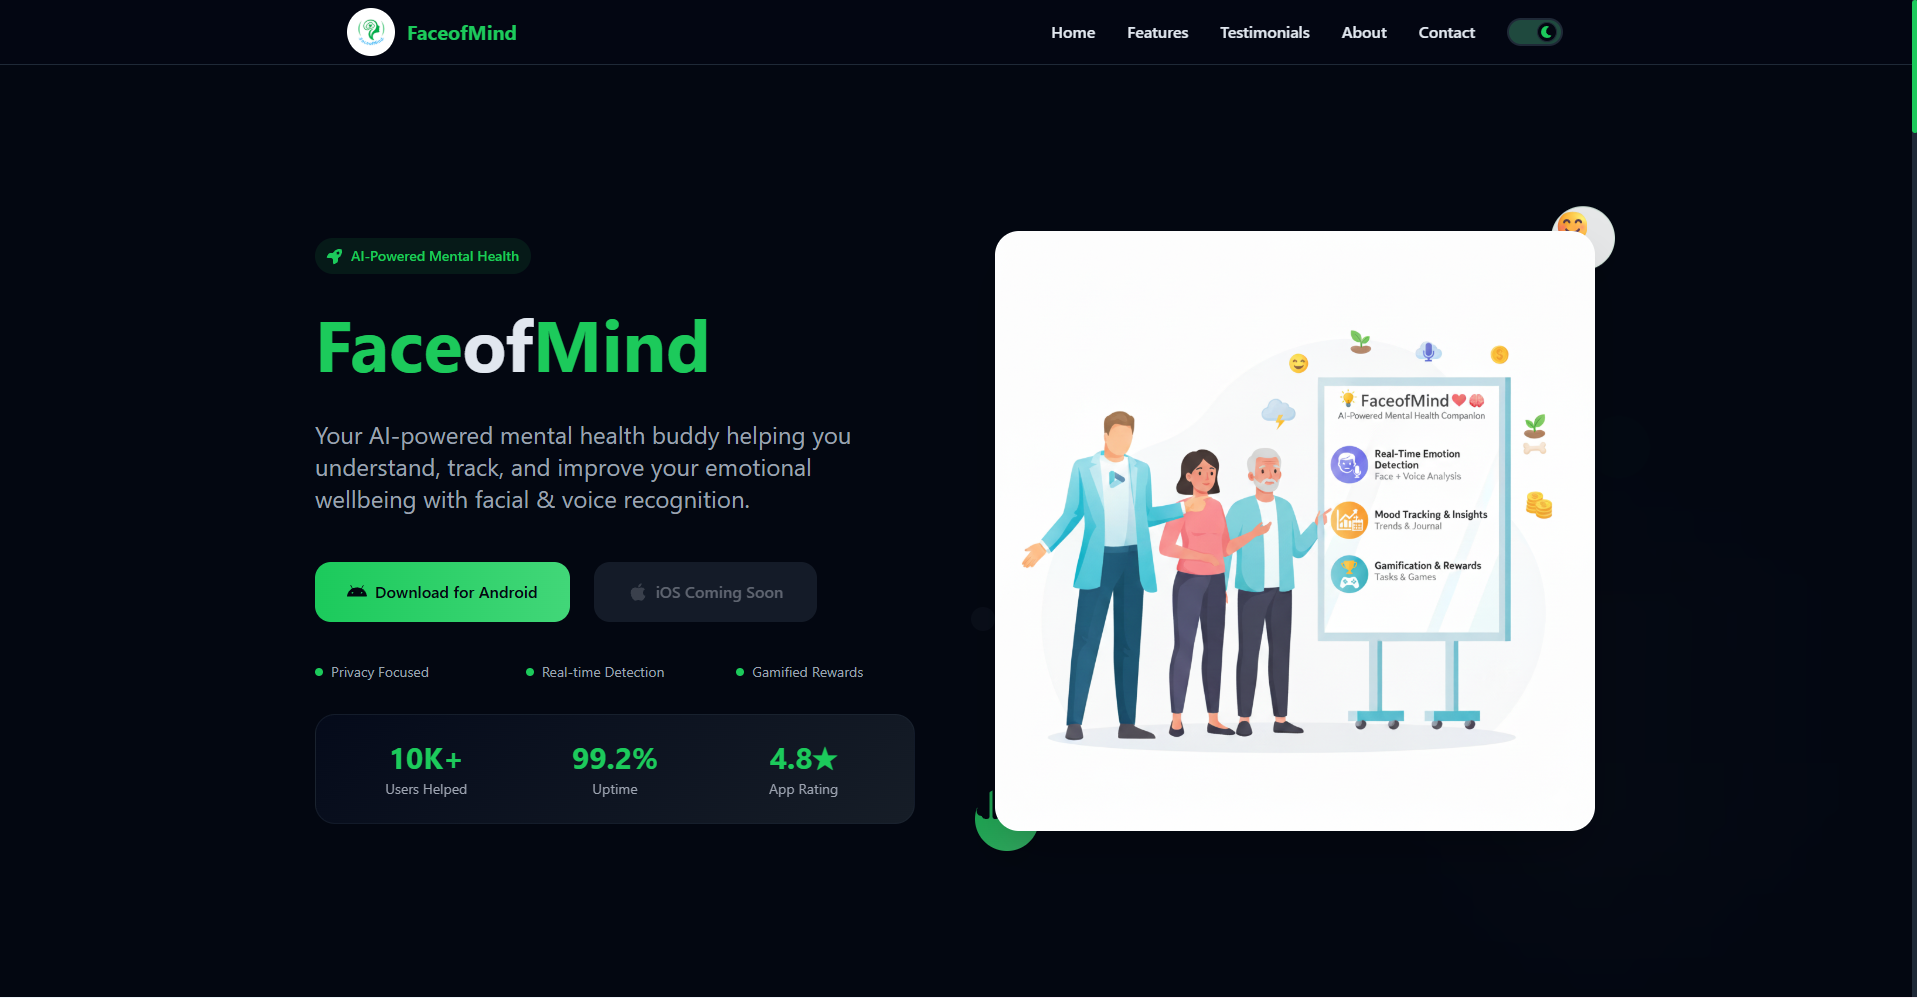 FaceofMind
Home
Features
Testimonials
About
Contact
AI-Powered Mental Health
FaceofMind
Your AI-powered mental health buddy helping you
understand, track, and improve your emotional
wellbeing with facial & voice recognition.
Download for Android
iOS Coming Soon
Privacy Focused
Real-time Detection
Gamified Rewards
10K+
Users Helped
99.2%
Uptime
4.8★
App Rating
FaceofMind
AI-Powered Mental Health Companion
Real-Time Emotion
Detection
Face + Voice Analysis
Mood Tracking & Insights
Trends & Journal
Gamification & Rewards
Tasks & Games